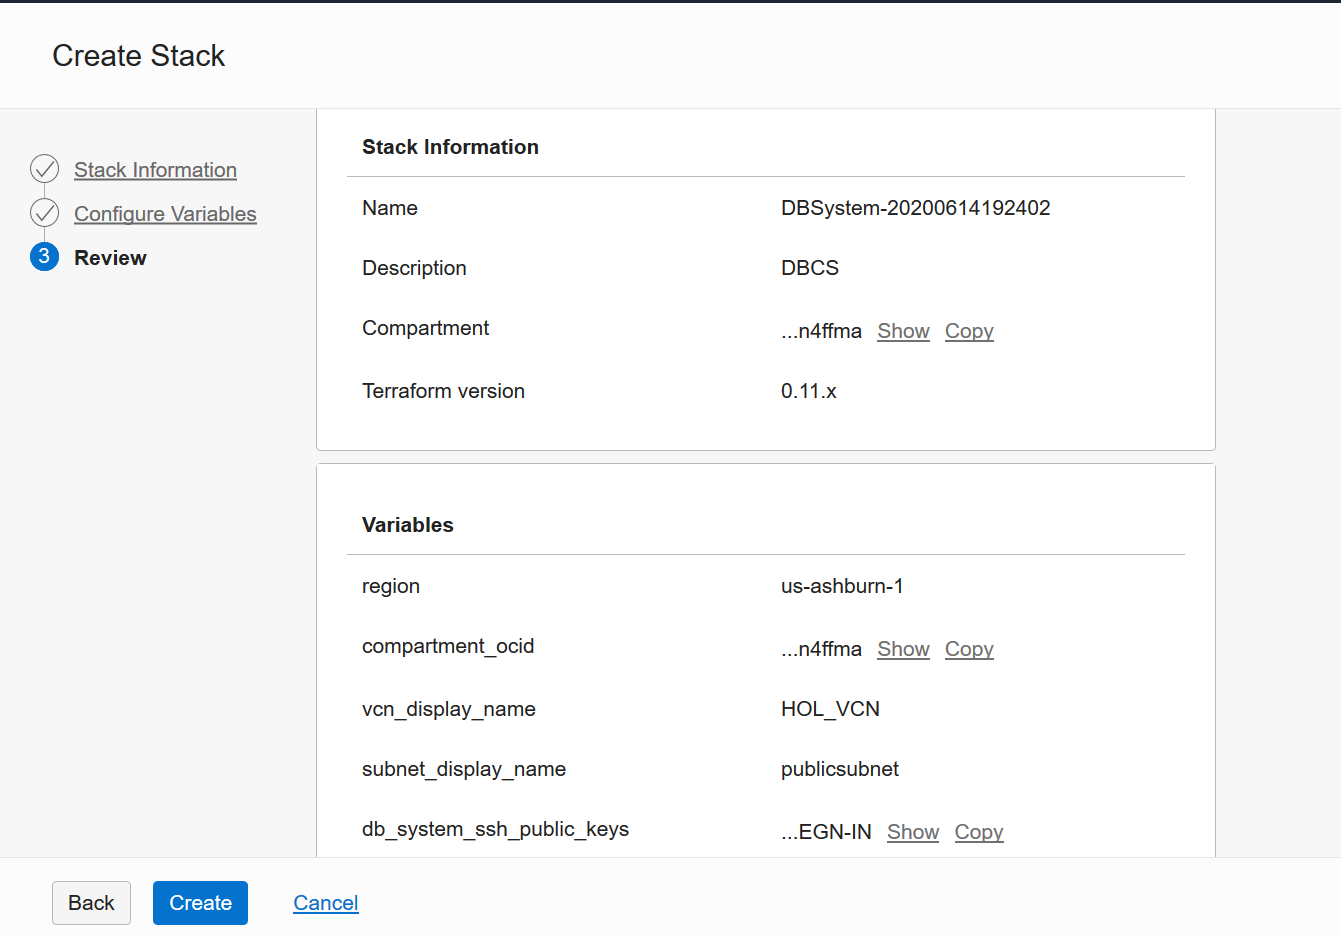 Create Stack
Stack Information
Configure Variables
3 Review
Stack Information
Name DBSystem-20200614192402
Description DBCS
Compartment ...n4ffma Show Copy
Terraform version 0.11.x
Variables
region us-ashburn-1
compartment_ocid ...n4ffma Show Copy
vcn_display_name HOL_VCN
subnet_display_name publicsubnet
db_system_ssh_public_keys ...EGN-IN Show Copy
Back Create Cancel